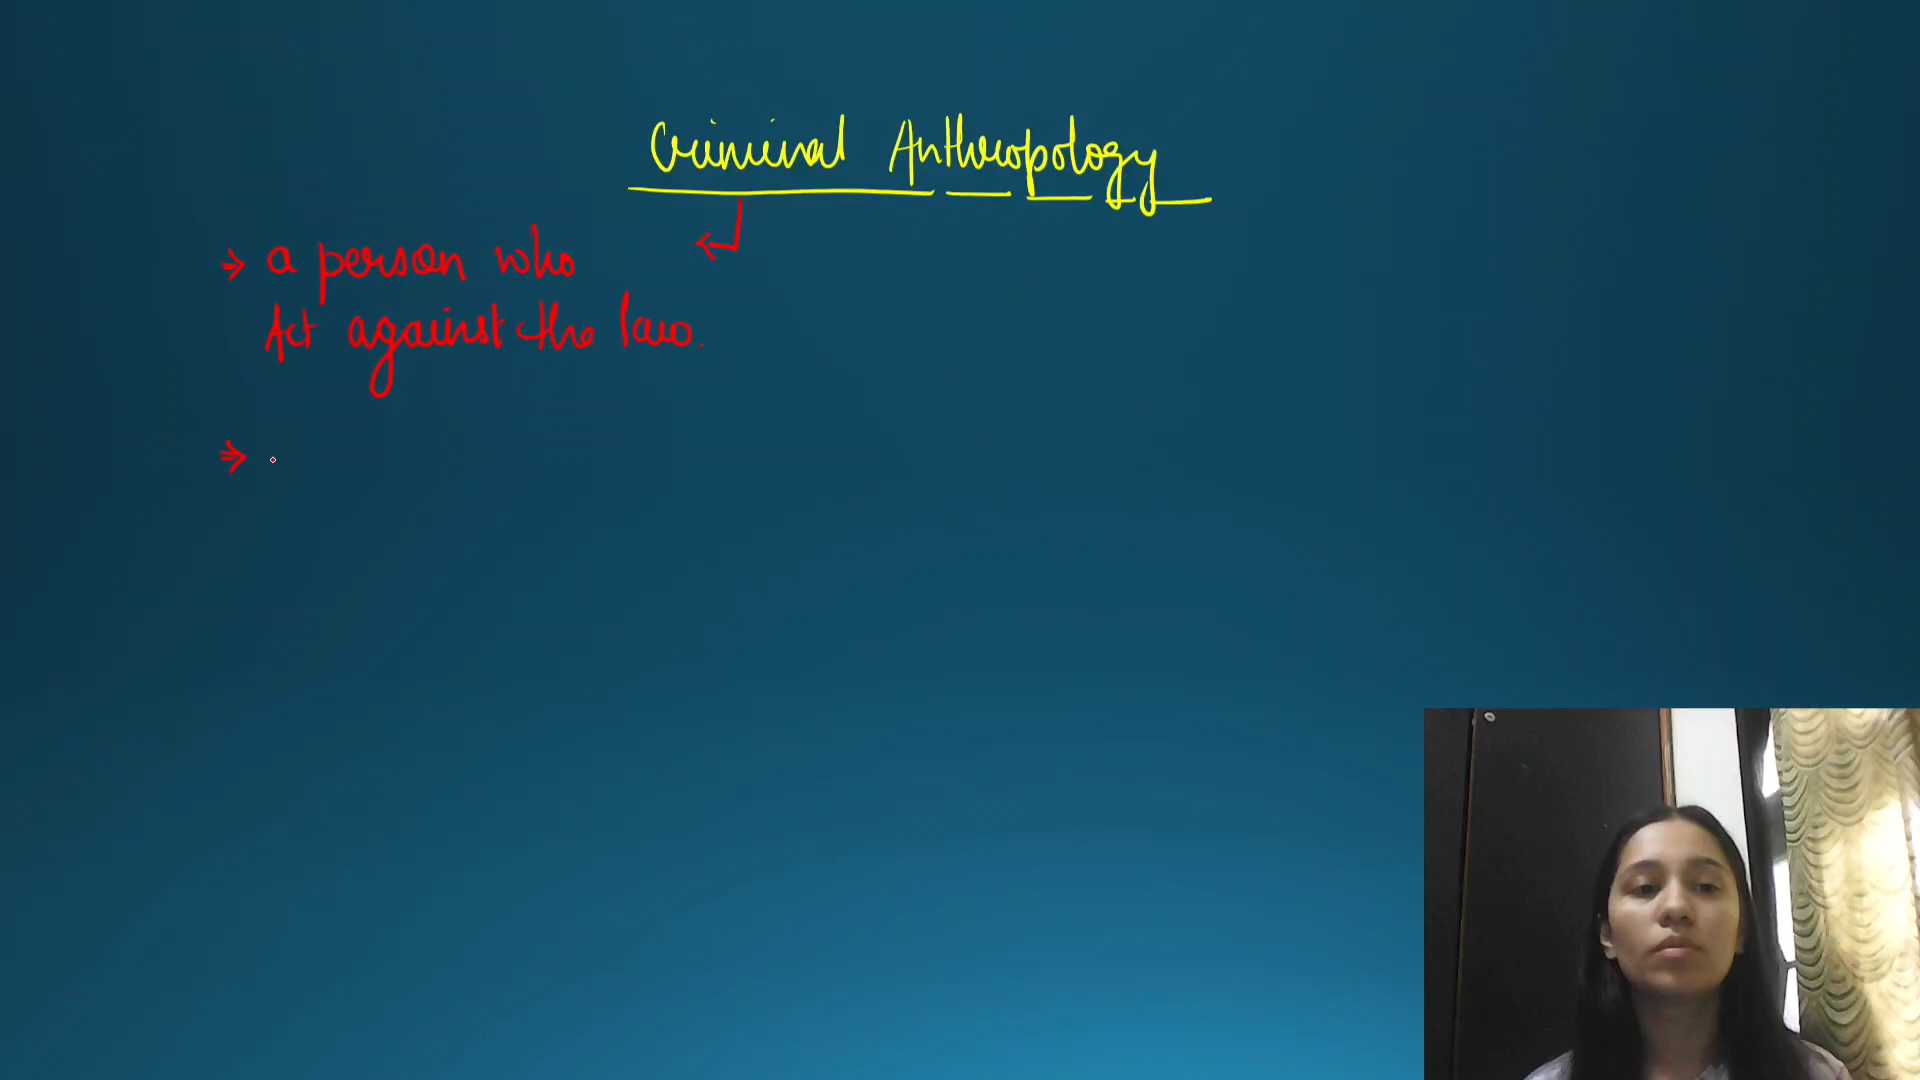 Criminal Anthropology
→ a person who
Act against the law.
→